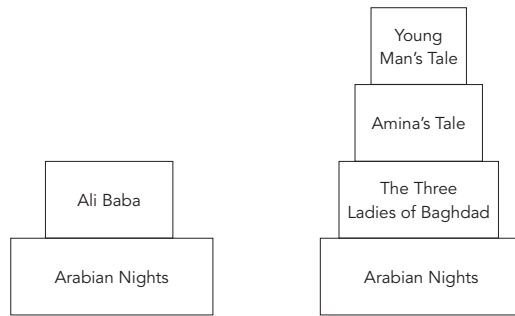 Ali Baba
Arabian Nights
Young
Man’s Tale
Amina’s Tale
The Three
Ladies of Baghdad
Arabian Nights